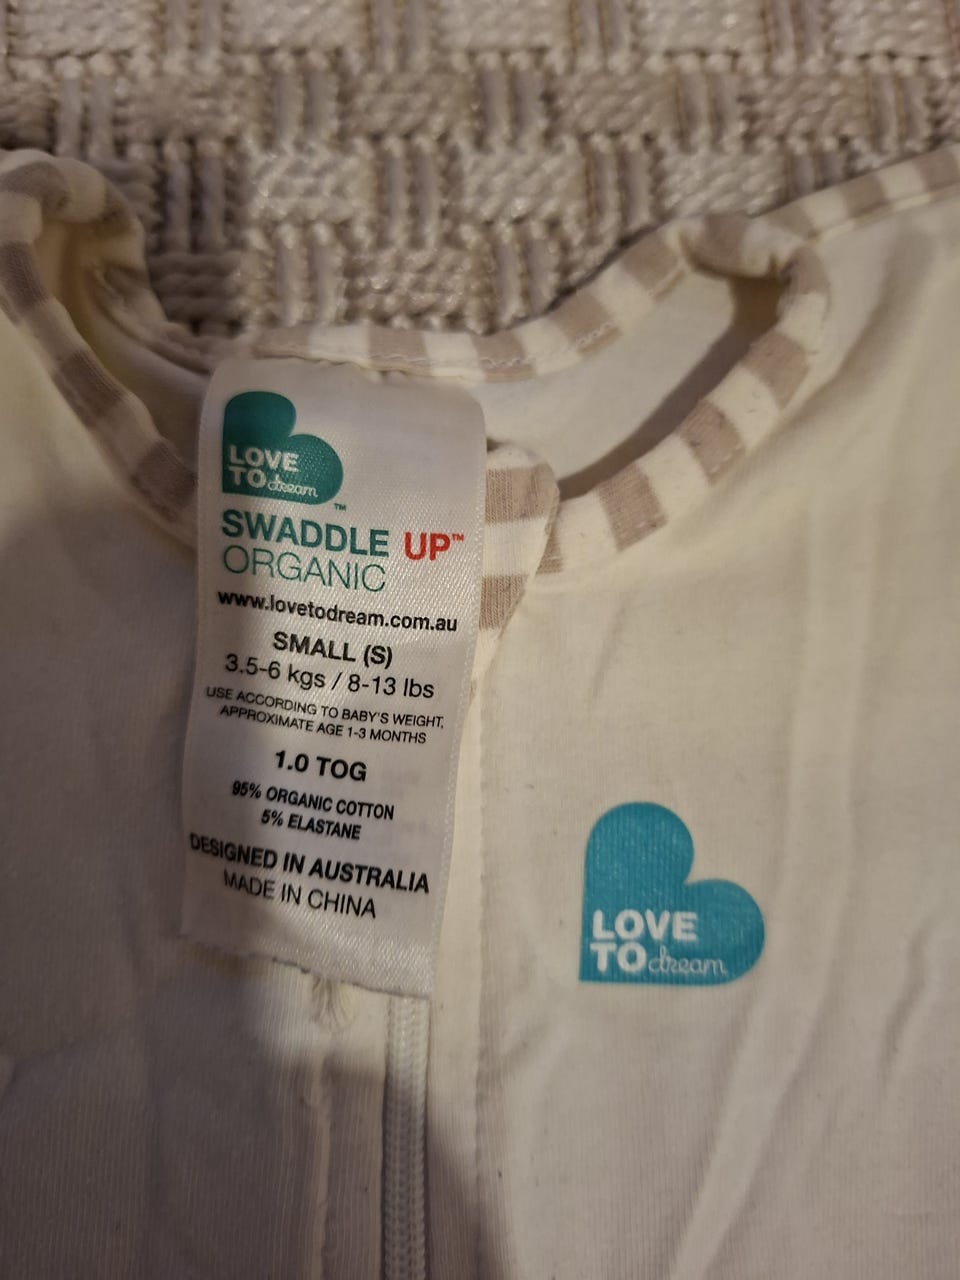 LOVE
TO dream™
SWADDLE UP™
ORGANIC
www.lovetodream.com.au
SMALL (S)
3.5-6 kgs / 8-13 lbs
USE ACCORDING TO BABY'S WEIGHT,
APPROXIMATE AGE 1-3 MONTHS
1.0 TOG
95% ORGANIC COTTON
5% ELASTANE
DESIGNED IN AUSTRALIA
MADE IN CHINA
LOVE
TO dream